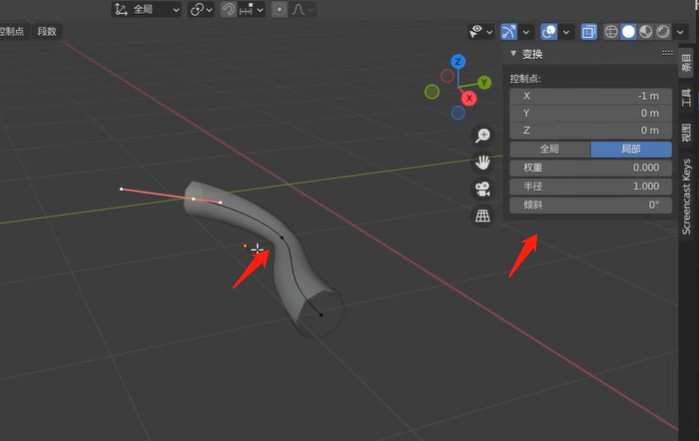 全局
控制点 段数
Z
Y
X
变换
控制点:
X -1 m
Y 0 m
Z 0 m
全局 局部
权重 0.000
半径 1.000
倾斜 0°
条目
工具
视图
Screencast Keys